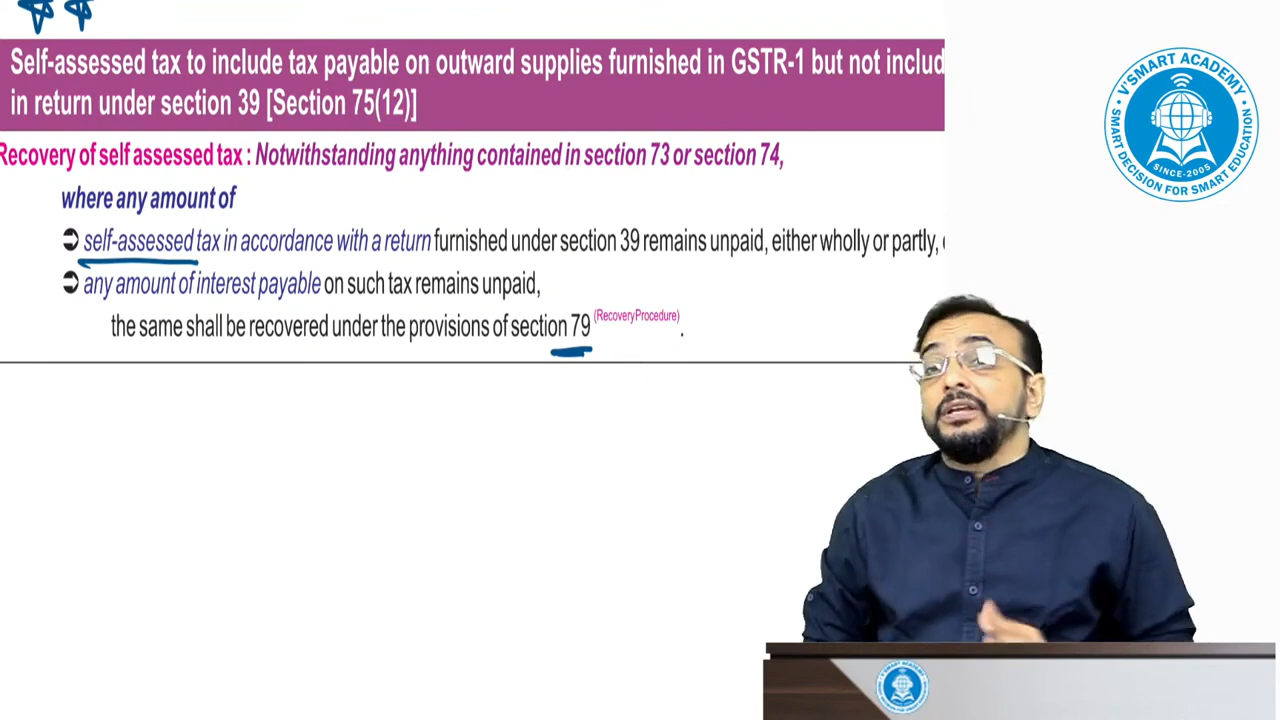 Self-assessed tax to include tax payable on outward supplies furnished in GSTR-1 but not includ
in return under section 39 [Section 75(12)]
Recovery of self assessed tax : Notwithstanding anything contained in section 73 or section 74,
where any amount of
self-assessed tax in accordance with a return furnished under section 39 remains unpaid, either wholly or partly,
any amount of interest payable on such tax remains unpaid,
the same shall be recovered under the provisions of section 79 (Recovery Procedure) .
V'SMART ACADEMY
SINCE-2005
SMART DECISION FOR SMART EDUCATION
V'SMART ACADEMY